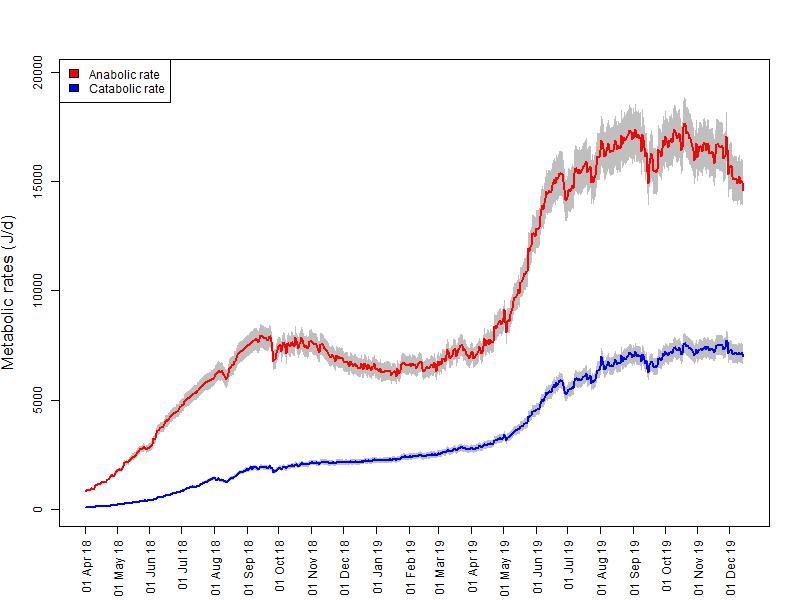 Anabolic rate
Catabolic rate
Metabolic rates (J/d)
20000
15000
10000
5000
0
01 Apr 18
01 May 18
01 Jun 18
01 Jul 18
01 Aug 18
01 Sep 18
01 Oct 18
01 Nov 18
01 Dec 18
01 Jan 19
01 Feb 19
01 Mar 19
01 Apr 19
01 May 19
01 Jun 19
01 Jul 19
01 Aug 19
01 Sep 19
01 Oct 19
01 Nov 19
01 Dec 19